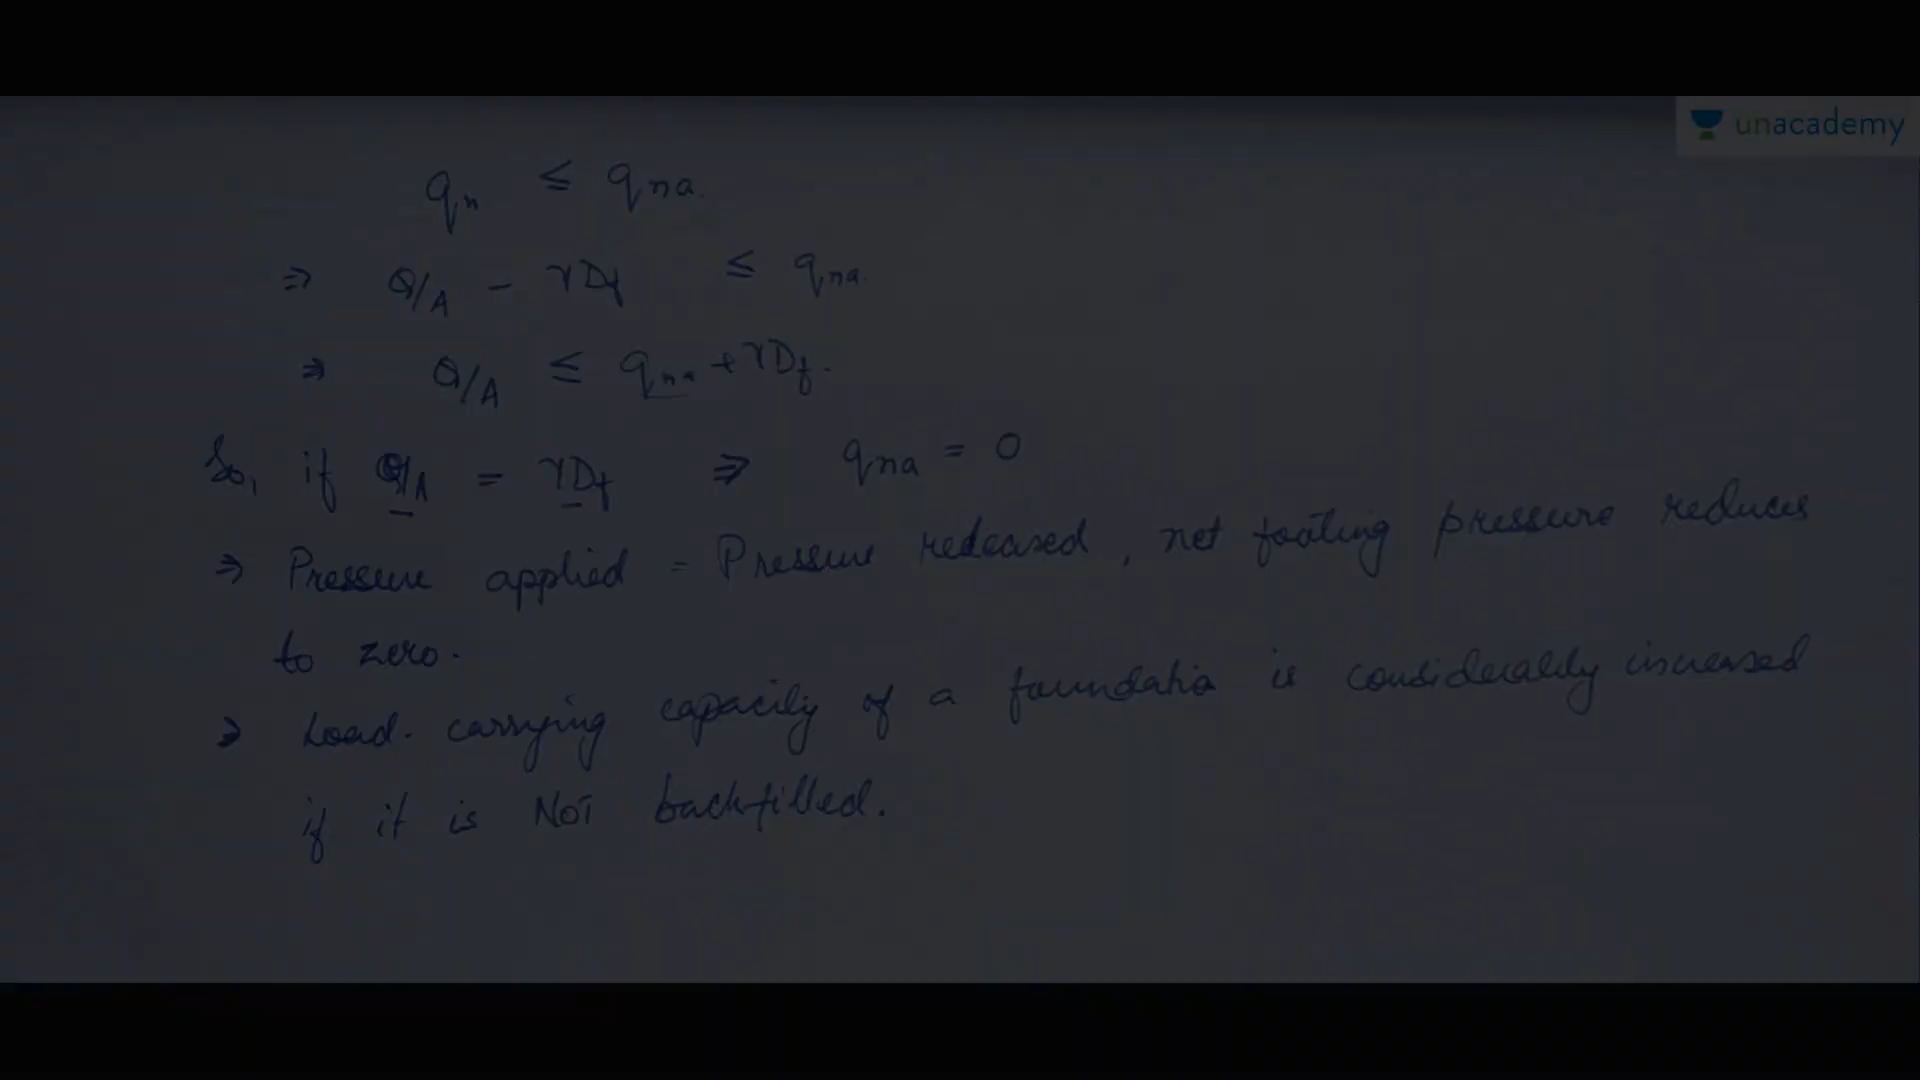 unacademy
qn ≤ qna.
⇒ Q/A - γDf ≤ qna.
⇒ Q/A ≤ qna + γDf.
So, if Q/A = γDf ⇒ qna = 0
⇒ Pressure applied = Pressure released, net footing pressure reduces
to zero.
⇒ Load-carrying capacity of a foundatio is considerably increased
if it is NOT backfilled.